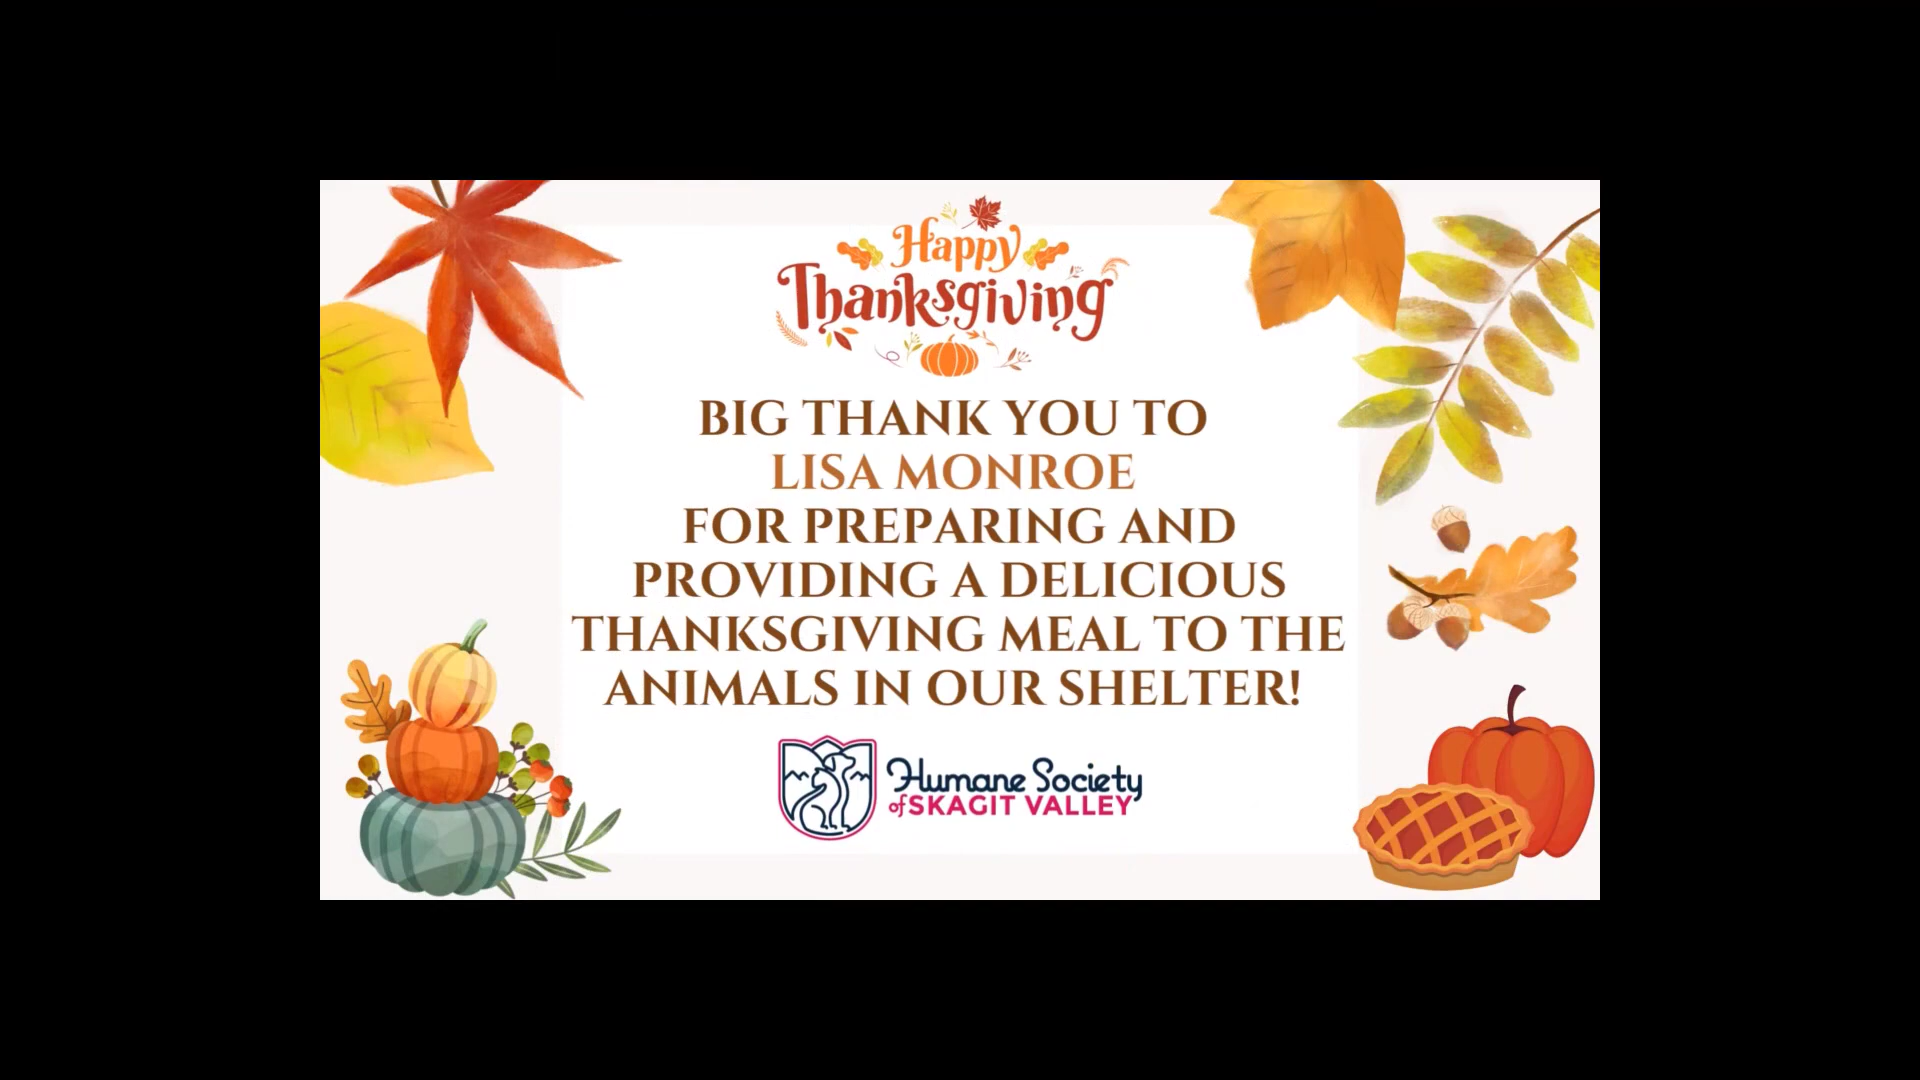 Happy
Thanksgiving
BIG THANK YOU TO
LISA MONROE
FOR PREPARING AND
PROVIDING A DELICIOUS
THANKSGIVING MEAL TO THE
ANIMALS IN OUR SHELTER!
Humane Society
of SKAGIT VALLEY